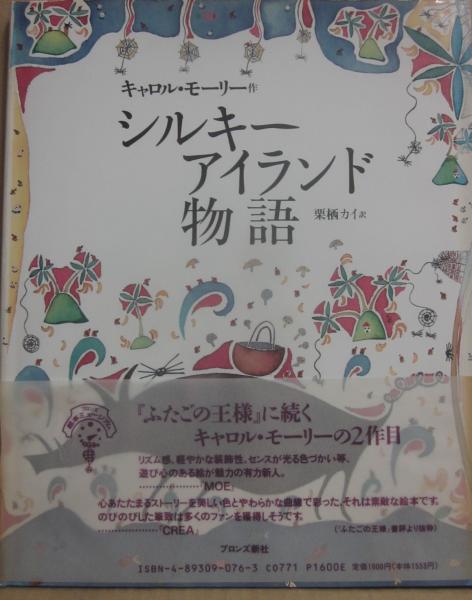 キャロル・モーリー作
シルキー
アイランド
物語
栗栖カイ訳
『ふたごの王様』に続く
キャロル・モーリーの2作目
リズム感、軽やかな装飾性、センスが光る色づかい等、
遊び心のある絵が魅力の有力新人。
「MOE」
心あたたまるストーリーを美しい色とやわらかな曲線で彩った、それは素敵な絵本です。
のびのびした筆致は多くのファンを獲得しそうです。
「CREA」
(『ふたごの王様』書評より抜粋)
ブロンズ新社
ISBN-4-89309-076-3 C0771 P1600E 定価1600円(本体1553円)